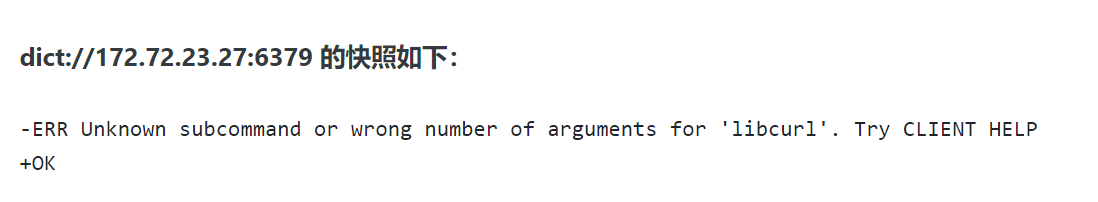 dict://172.72.23.27:6379 的快照如下：
-ERR Unknown subcommand or wrong number of arguments for 'libcurl'. Try CLIENT HELP
+OK